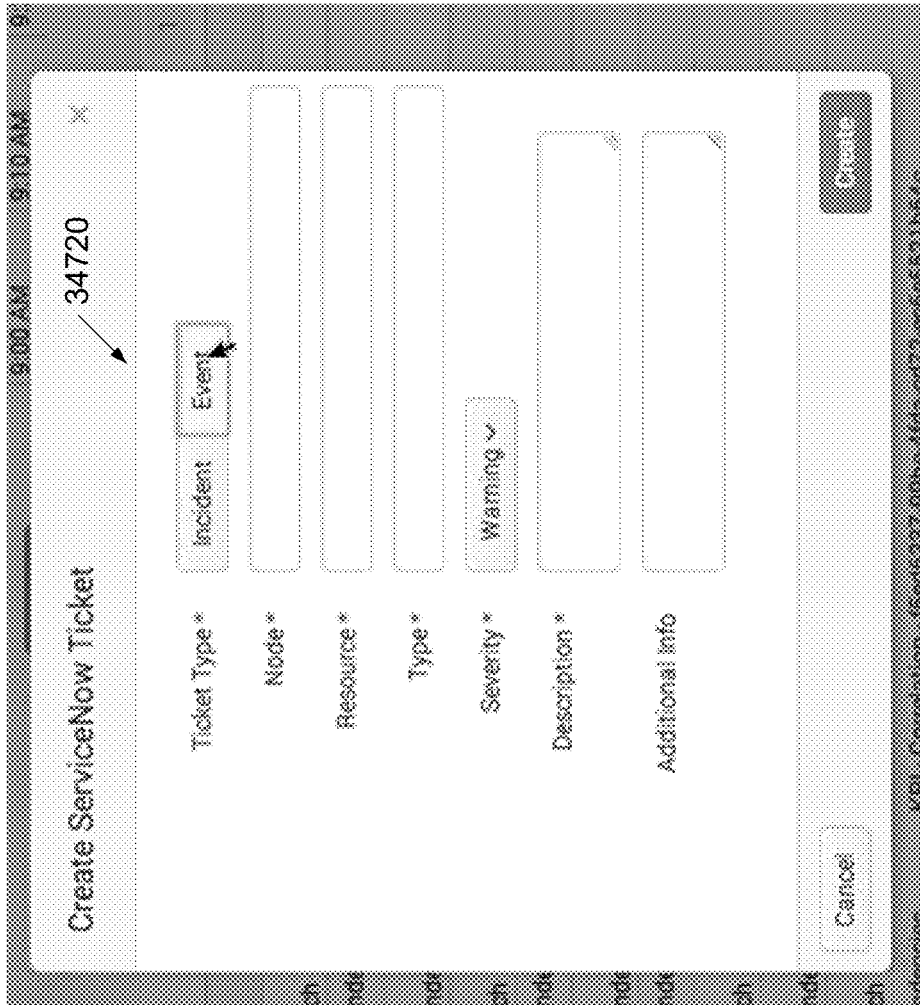 9:00 AM 9:10 AM 9:
34720
Create ServiceNow Ticket ×
Ticket Type * Incident Event
Node *
Resource *
Type *
Severity * Warning
Description *
Additional Info
Cancel Create